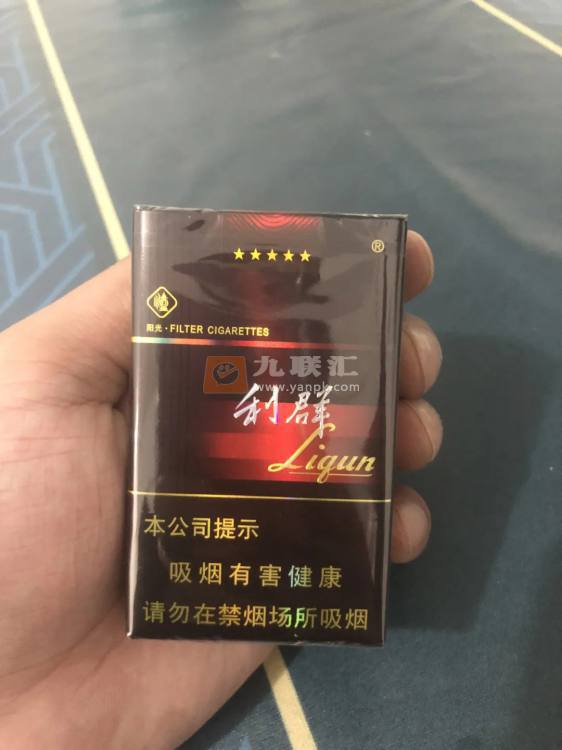 ★★★★★
®
阳光·FILTER CIGARETTES
九联汇
www.yanpk.com
利群
Liqun
本公司提示
吸烟有害健康
请勿在禁烟场所吸烟